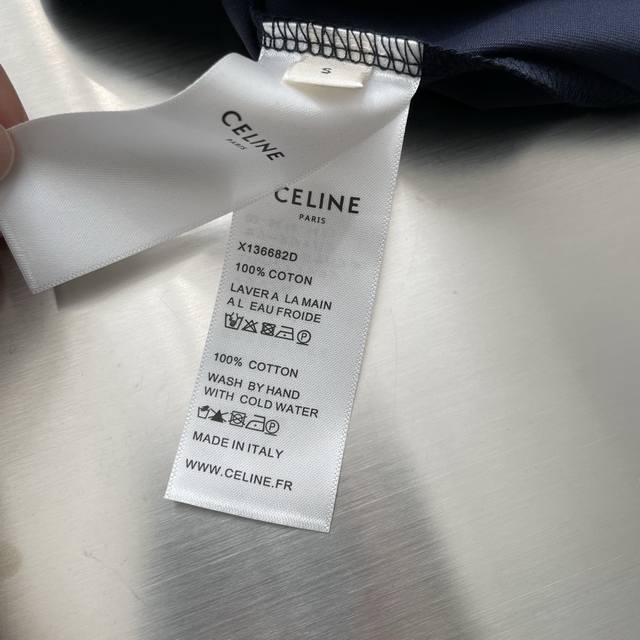 S
CELINE
PARIS
CELINE
PARIS
X136682D
100% COTON
LAVER A LA MAIN
A L EAU FROIDE
100% COTTON
WASH BY HAND
WITH COLD WATER
MADE IN ITALY
WWW.CELINE.FR